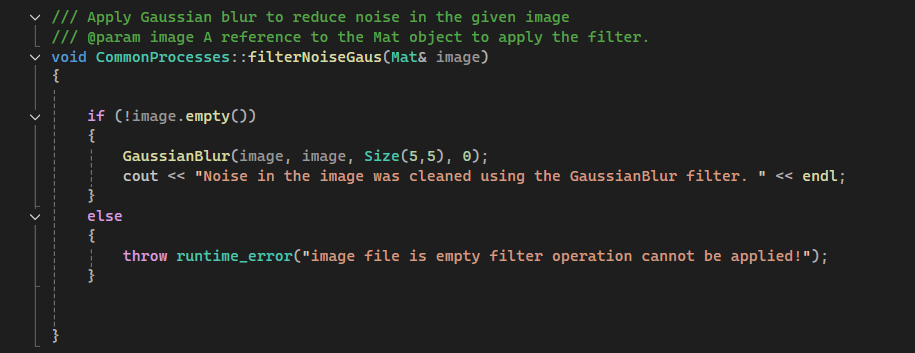 /// Apply Gaussian blur to reduce noise in the given image
/// @param image A reference to the Mat object to apply the filter.
void CommonProcesses::filterNoiseGaus(Mat& image)
{
if (!image.empty())
{
GaussianBlur(image, image, Size(5,5), 0);
cout << "Noise in the image was cleaned using the GaussianBlur filter. " << endl;
}
else
{
throw runtime_error("image file is empty filter operation cannot be applied!");
}
}